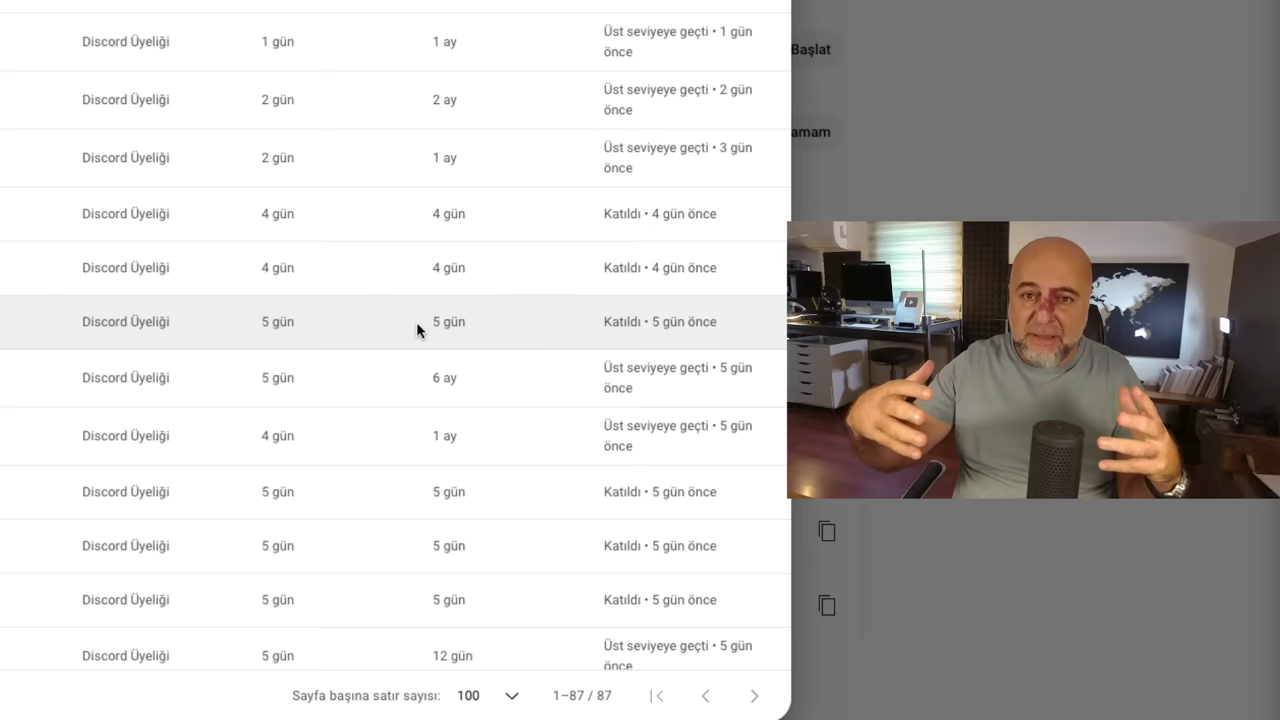 Discord Üyeliği 1 gün 1 ay Üst seviyeye geçti • 1 gün
önce
Discord Üyeliği 2 gün 2 ay Üst seviyeye geçti • 2 gün
önce
Discord Üyeliği 2 gün 1 ay Üst seviyeye geçti • 3 gün
önce
Discord Üyeliği 4 gün 4 gün Katıldı • 4 gün önce
Discord Üyeliği 4 gün 4 gün Katıldı • 4 gün önce
Discord Üyeliği 5 gün 5 gün Katıldı • 5 gün önce
Discord Üyeliği 5 gün 6 ay Üst seviyeye geçti • 5 gün
önce
Discord Üyeliği 4 gün 1 ay Üst seviyeye geçti • 5 gün
önce
Discord Üyeliği 5 gün 5 gün Katıldı • 5 gün önce
Discord Üyeliği 5 gün 5 gün Katıldı • 5 gün önce
Discord Üyeliği 5 gün 5 gün Katıldı • 5 gün önce
Discord Üyeliği 5 gün 12 gün Üst seviyeye geçti • 5 gün
önce
Sayfa başına satır sayısı: 100 1–87 / 87
Başlat
amam